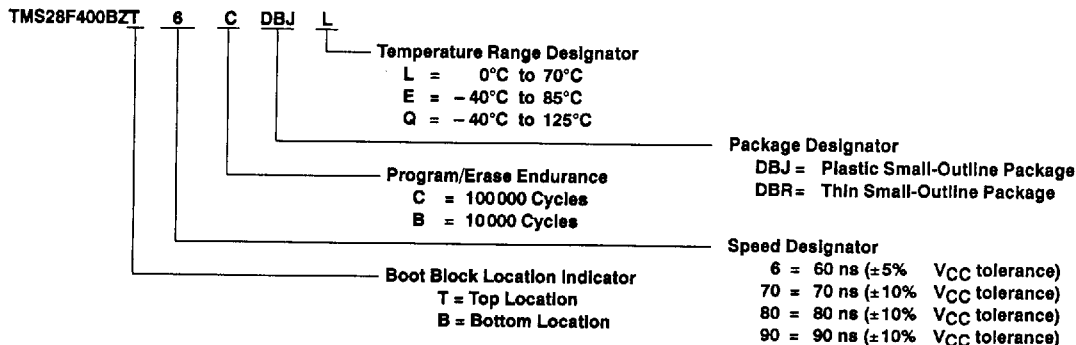 TMS28F400BZT 6 C DBJ L
Temperature Range Designator
L = 0°C to 70°C
E = – 40°C to 85°C
Q = – 40°C to 125°C
Package Designator
DBJ = Plastic Small-Outline Package
DBR = Thin Small-Outline Package
Program/Erase Endurance
C = 100000 Cycles
B = 10000 Cycles
Speed Designator
6 = 60 ns (±5% VCC tolerance)
70 = 70 ns (±10% VCC tolerance)
80 = 80 ns (±10% VCC tolerance)
90 = 90 ns (±10% VCC tolerance)
Boot Block Location Indicator
T = Top Location
B = Bottom Location